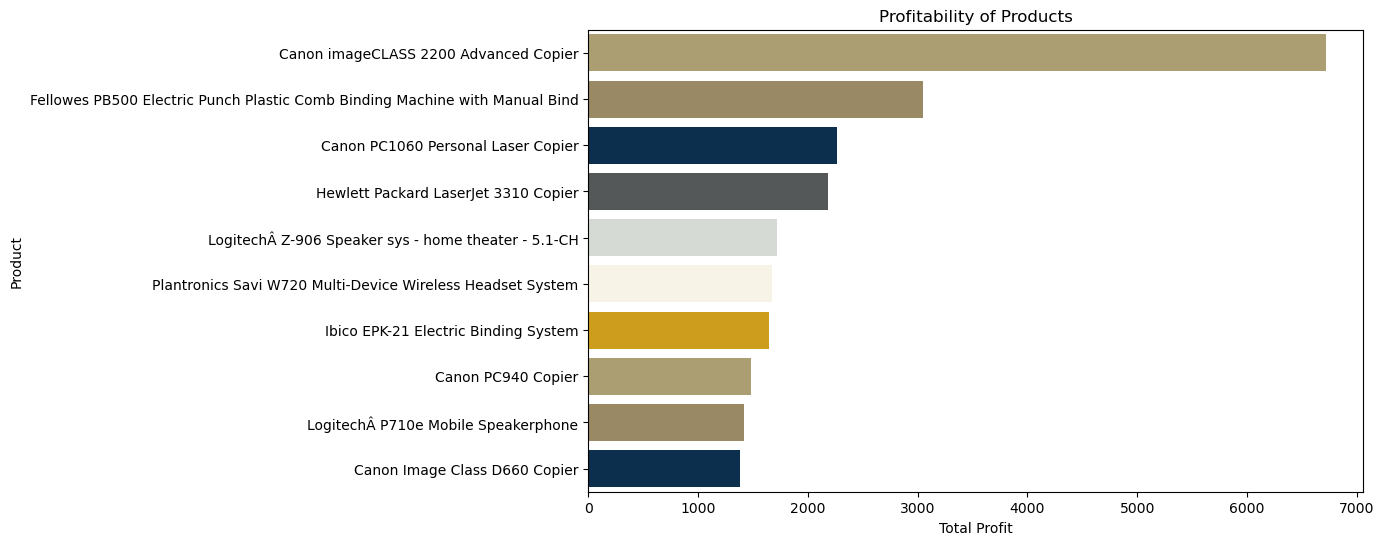 Profitability of Products
Canon imageCLASS 2200 Advanced Copier
Fellowes PB500 Electric Punch Plastic Comb Binding Machine with Manual Bind
Canon PC1060 Personal Laser Copier
Hewlett Packard LaserJet 3310 Copier
LogitechÂ Z-906 Speaker sys - home theater - 5.1-CH
Plantronics Savi W720 Multi-Device Wireless Headset System
Ibico EPK-21 Electric Binding System
Canon PC940 Copier
LogitechÂ P710e Mobile Speakerphone
Canon Image Class D660 Copier
Product
0 1000 2000 3000 4000 5000 6000 7000
Total Profit